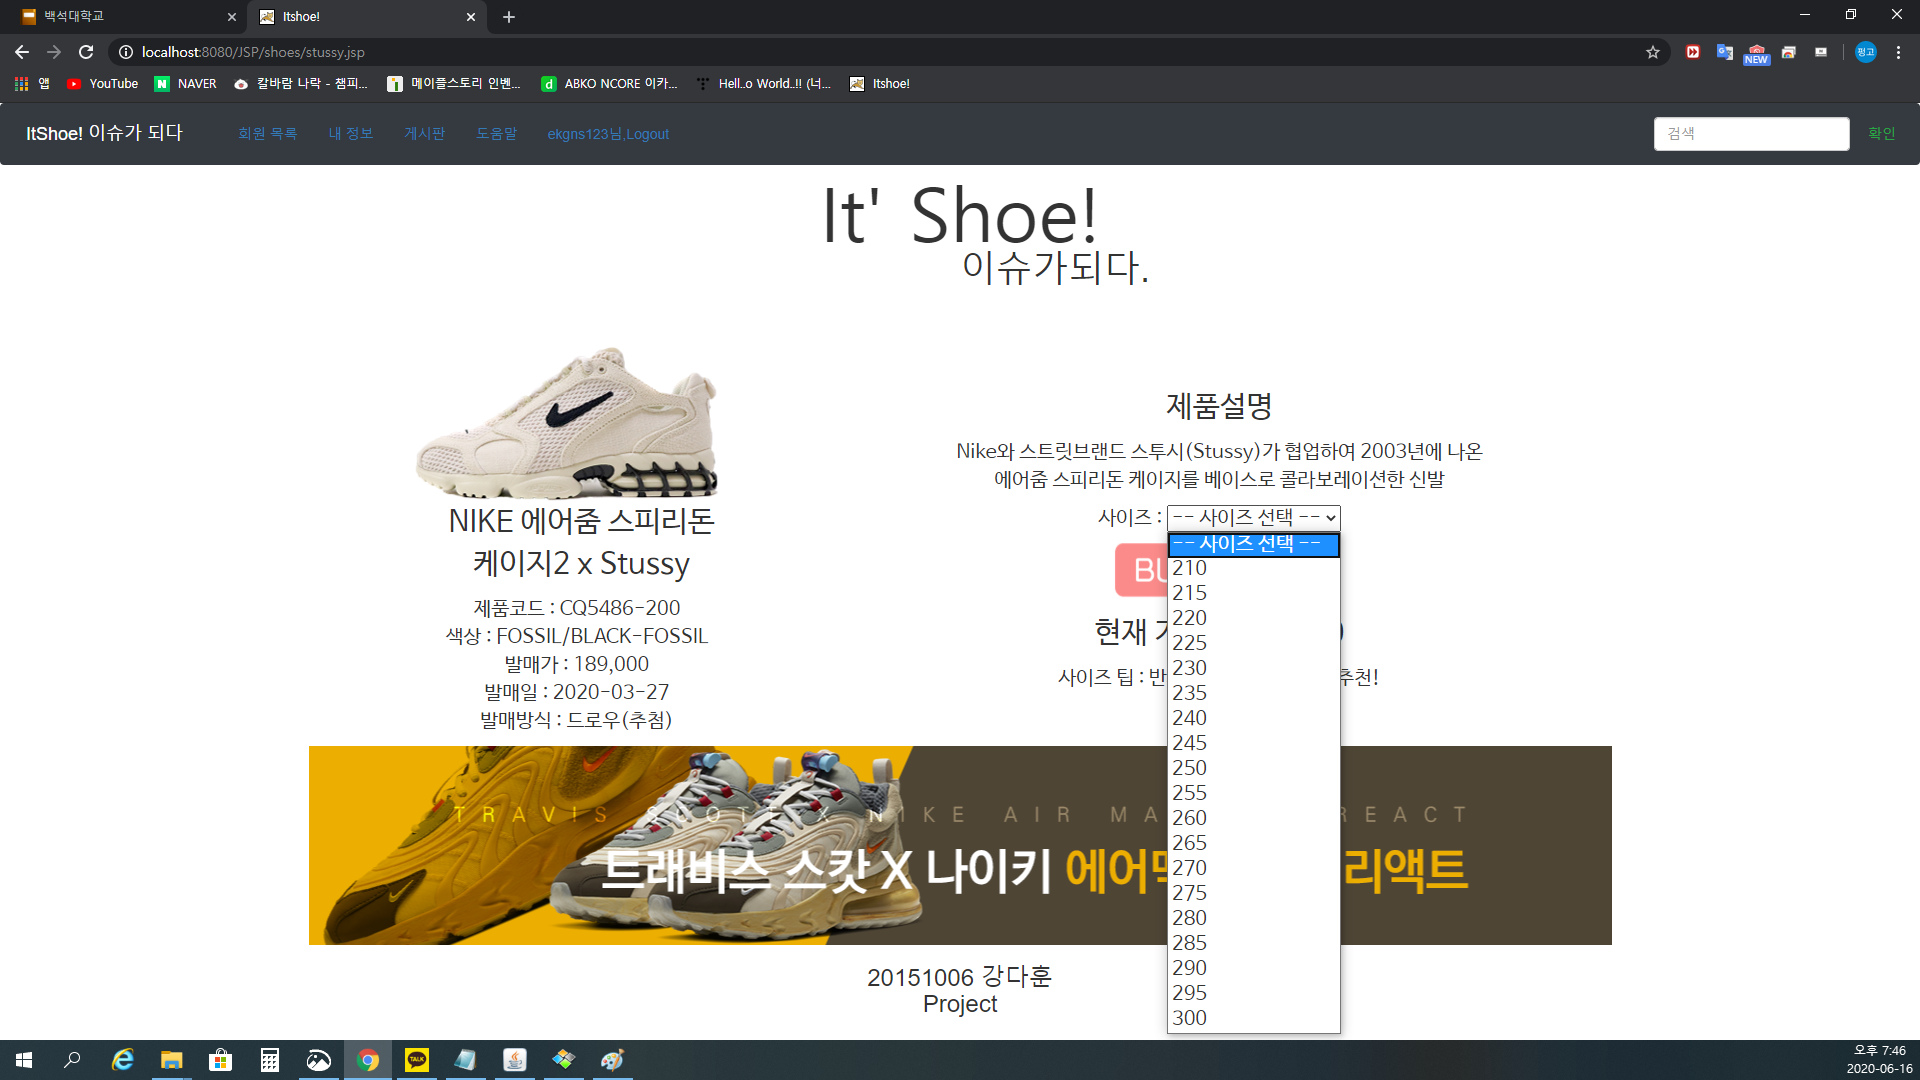 백석대학교
Itshoe!
localhost:8080/JSP/shoes/stussy.jsp
NEW
펑고
앱
YouTube
NAVER
칼바람 나락 - 챔피...
메이플스토리 인벤...
ABKO NCORE 이카...
Hell..o World..!! (너...
Itshoe!
ItShoe! 이슈가 되다
회원 목록
내 정보
게시판
도움말
ekgns123님,Logout
검색
확인
It' Shoe!
이슈가되다.
NIKE 에어줌 스피리돈
케이지2 x Stussy
제품코드 : CQ5486-200
색상 : FOSSIL/BLACK-FOSSIL
발매가 : 189,000
발매일 : 2020-03-27
발매방식 : 드로우(추첨)
제품설명
Nike와 스트릿브랜드 스투시(Stussy)가 협업하여 2003년에 나온
에어줌 스피리돈 케이지를 베이스로 콜라보레이션한 신발
사이즈 : -- 사이즈 선택 --
-- 사이즈 선택 --
210
215
220
225
230
235
240
245
250
255
260
265
270
275
280
285
290
295
300
BU
현재
사이즈 팁 : 반 추천!
TRAVIS SCOTT X NIKE AIR MA REACT
트래비스 스캇 X 나이키 에어 리액트
20151006 강다훈
Project
TALK
오후 7:46
2020-06-16